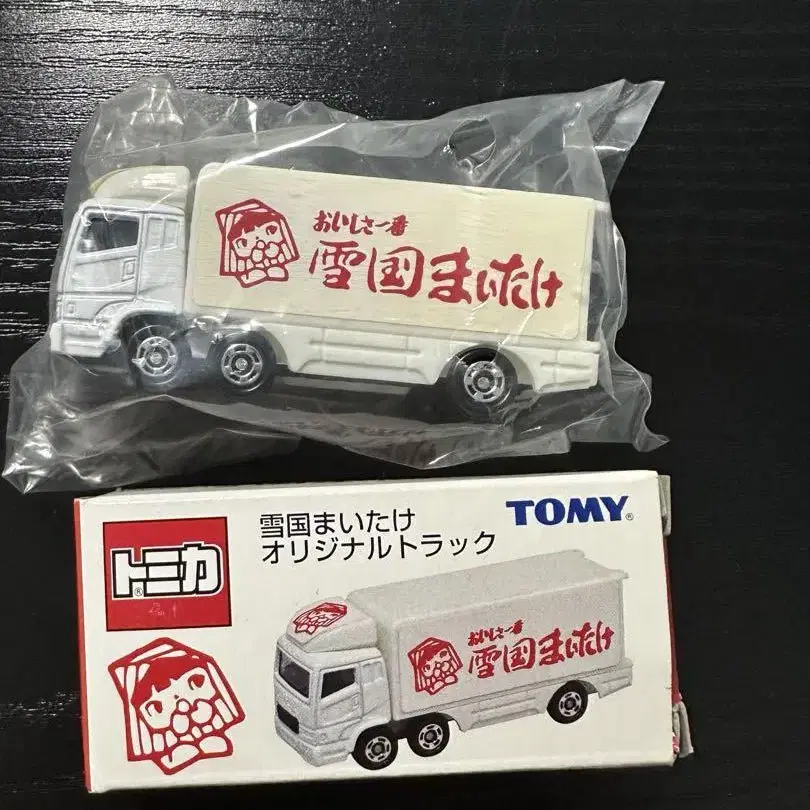 おいしさ一番
雪国まいたけ
トミカ®
雪国まいたけ
オリジナルトラック
TOMY®
おいしさ一番
雪国まいたけ